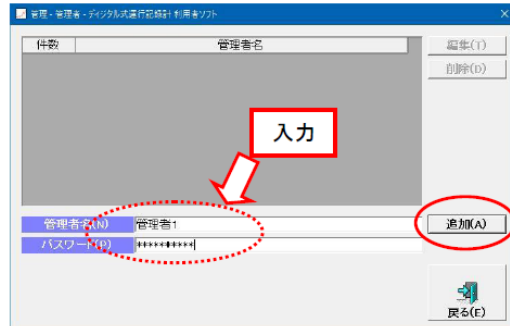 管理 - 管理者 - ディジタル式運行記録計 利用者ソフト
件数 管理者名 編集(T)
削除(D)
入力
管理者名(N) 管理者1 追加(A)
パスワード(P) **********
戻る(E)